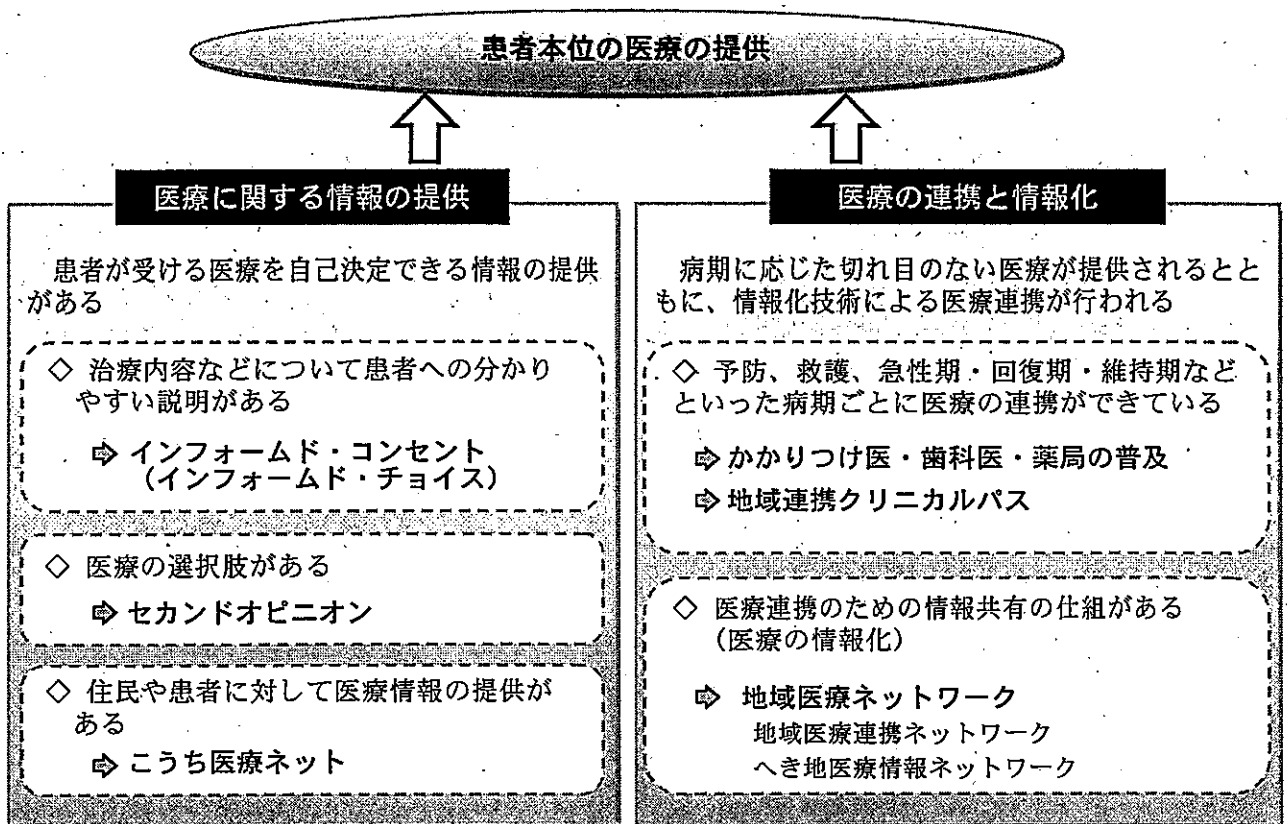 患者本位の医療の提供
医療に関する情報の提供
患者が受ける医療を自己決定できる情報の提供
がある
◇ 治療内容などについて患者への分かり
やすい説明がある
⇨ インフォームド・コンセント
（インフォームド・チョイス）
◇ 医療の選択肢がある
⇨ セカンドオピニオン
◇ 住民や患者に対して医療情報の提供が
ある
⇨ こうち医療ネット
医療の連携と情報化
病期に応じた切れ目のない医療が提供されるとと
もに、情報化技術による医療連携が行われる
◇ 予防、救護、急性期・回復期・維持期など
といった病期ごとに医療の連携ができている
⇨ かかりつけ医・歯科医・薬局の普及
⇨ 地域連携クリニカルパス
◇ 医療連携のための情報共有の仕組がある
（医療の情報化）
⇨ 地域医療ネットワーク
地域医療連携ネットワーク
へき地医療情報ネットワーク